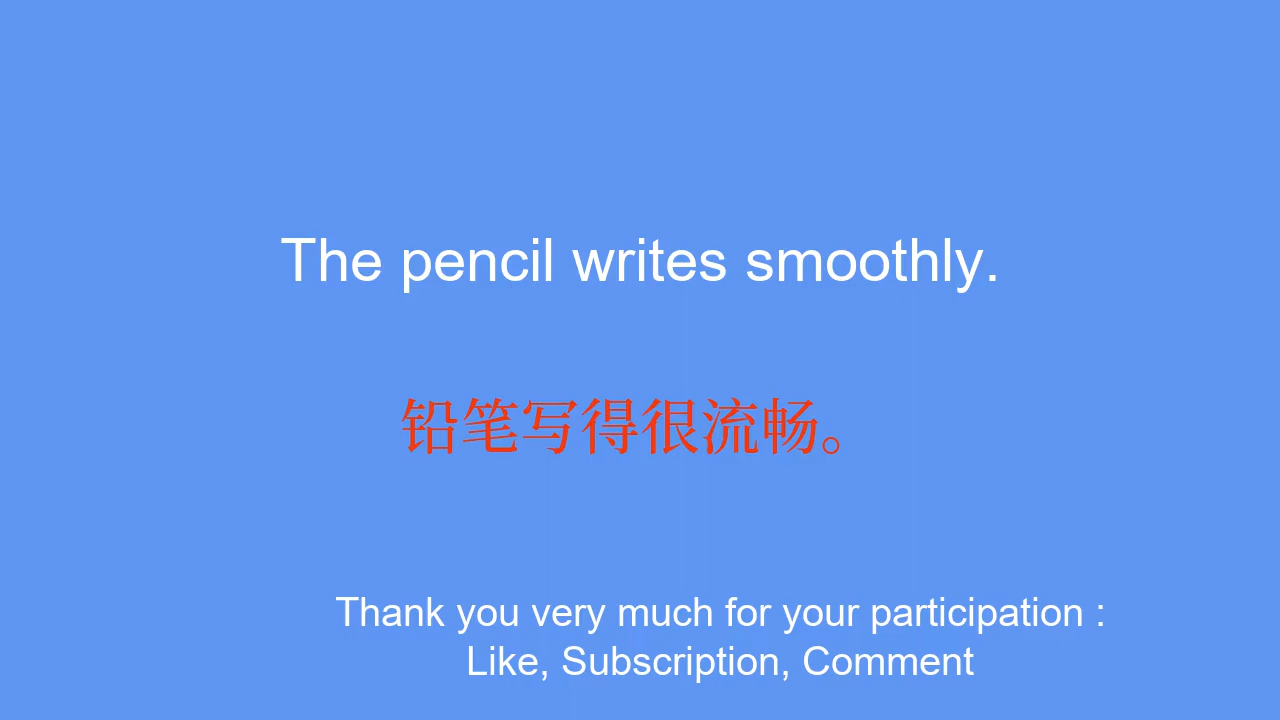 The pencil writes smoothly.
铅笔写得很流畅。
Thank you very much for your participation :
Like, Subscription, Comment